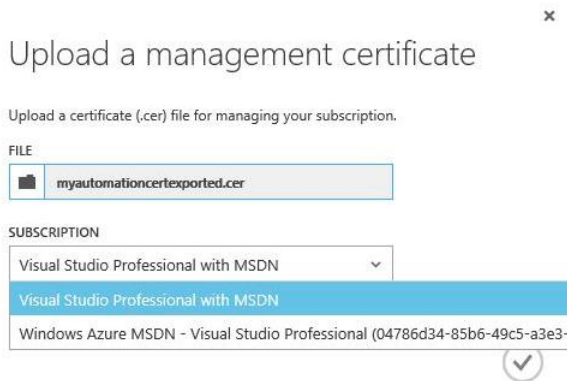 Upload a management certificate
Upload a certificate (.cer) file for managing your subscription.
FILE
myautomationcertexported.cer
SUBSCRIPTION
Visual Studio Professional with MSDN
Visual Studio Professional with MSDN
Windows Azure MSDN - Visual Studio Professional (04786d34-85b6-49c5-a3e3-